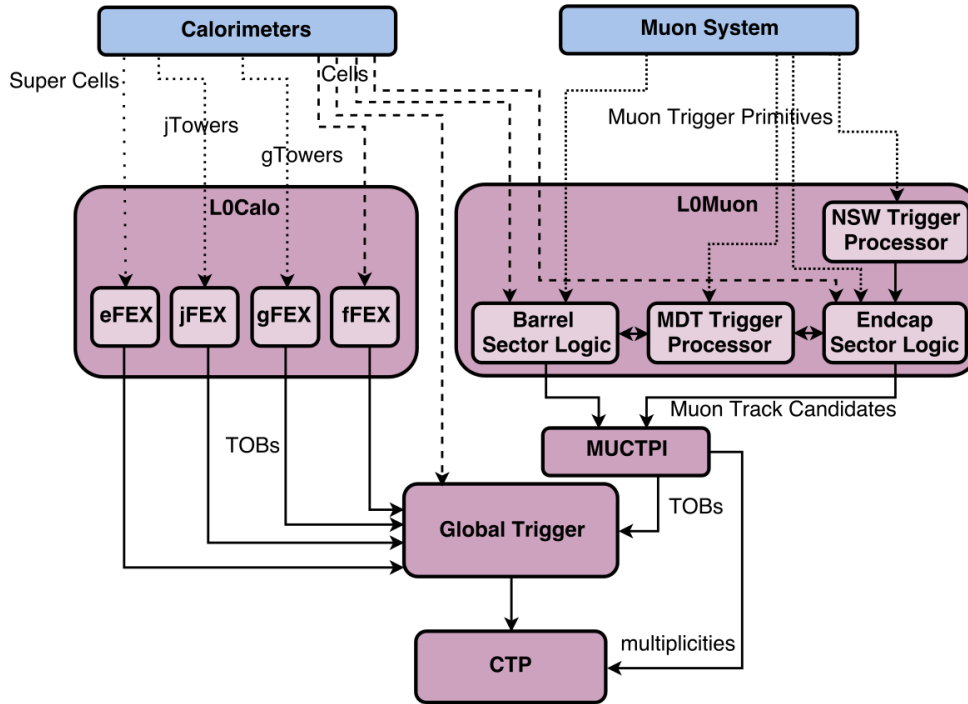 Calorimeters
Muon System
Super Cells
Cells
jTowers
Muon Trigger Primitives
gTowers
L0Calo
L0Muon
NSW Trigger
Processor
eFEX
jFEX
gFEX
fFEX
Barrel
Sector Logic
MDT Trigger
Processor
Endcap
Sector Logic
Muon Track Candidates
TOBs
MUCTPI
TOBs
Global Trigger
multiplicities
CTP